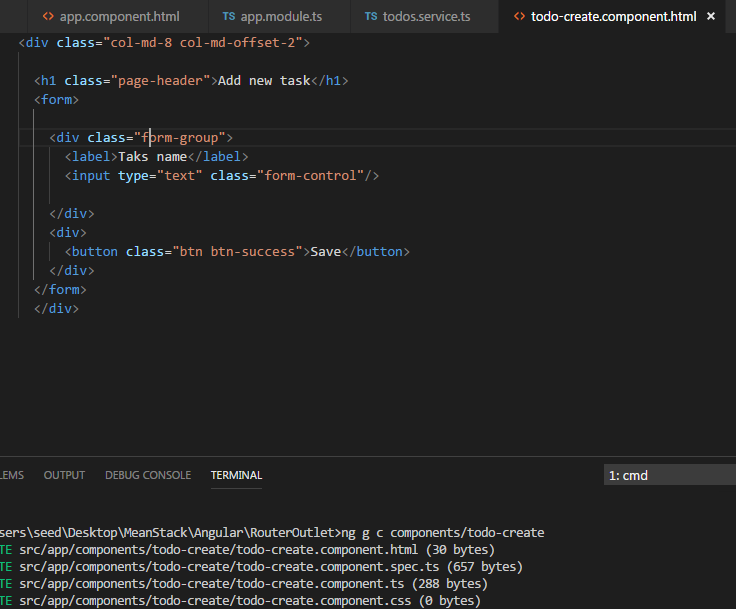 <> app.component.html TS app.module.ts TS todos.service.ts <> todo-create.component.html ×
<div class="col-md-8 col-md-offset-2">
<h1 class="page-header">Add new task</h1>
<form>
<div class="form-group">
<label>Taks name</label>
<input type="text" class="form-control"/>
</div>
<div>
<button class="btn btn-success">Save</button>
</div>
</form>
</div>
LEMS OUTPUT DEBUG CONSOLE TERMINAL 1: cmd
sers\seed\Desktop\MeanStack\Angular\RouterOutlet>ng g c components/todo-create
TE src/app/components/todo-create/todo-create.component.html (30 bytes)
TE src/app/components/todo-create/todo-create.component.spec.ts (657 bytes)
TE src/app/components/todo-create/todo-create.component.ts (288 bytes)
TE src/app/components/todo-create/todo-create.component.css (0 bytes)